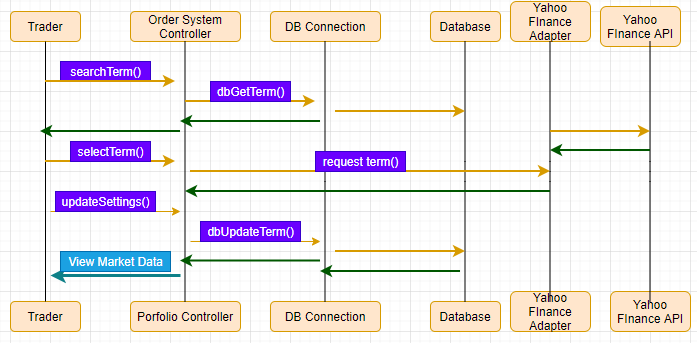 Trader
Order System
Controller
DB Connection
Database
Yahoo
FInance
Adapter
Yahoo
FInance API
searchTerm()
dbGetTerm()
selectTerm()
request term()
updateSettings()
dbUpdateTerm()
View Market Data
Trader
Porfolio Controller
DB Connection
Database
Yahoo
FInance
Adapter
Yahoo
FInance API